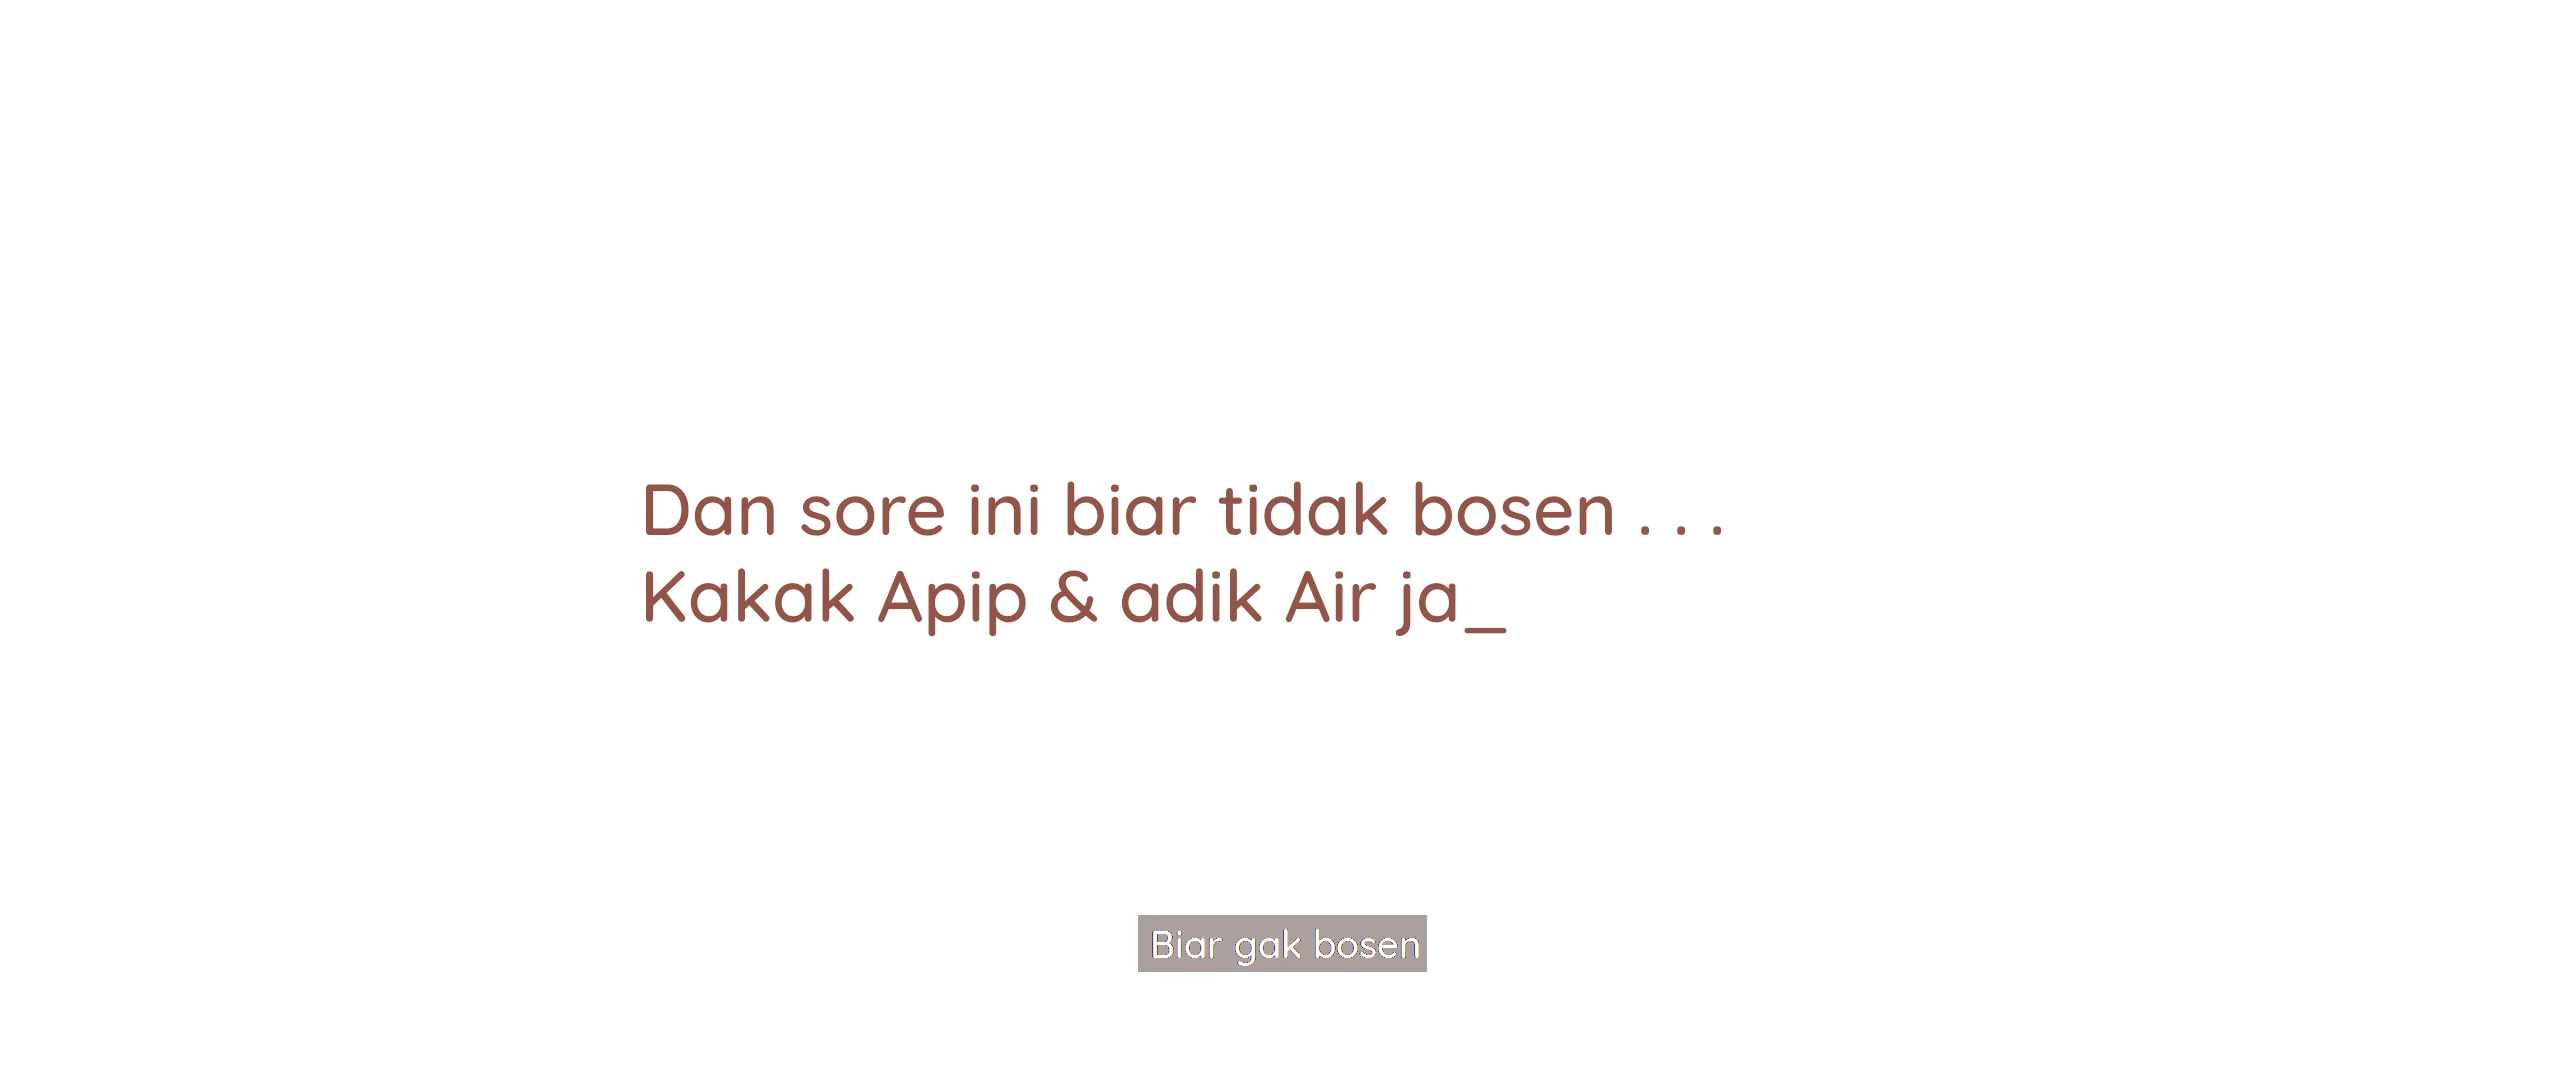 Dan sore ini biar tidak bosen . . .
Kakak Apip & adik Air ja_
Biar gak bosen